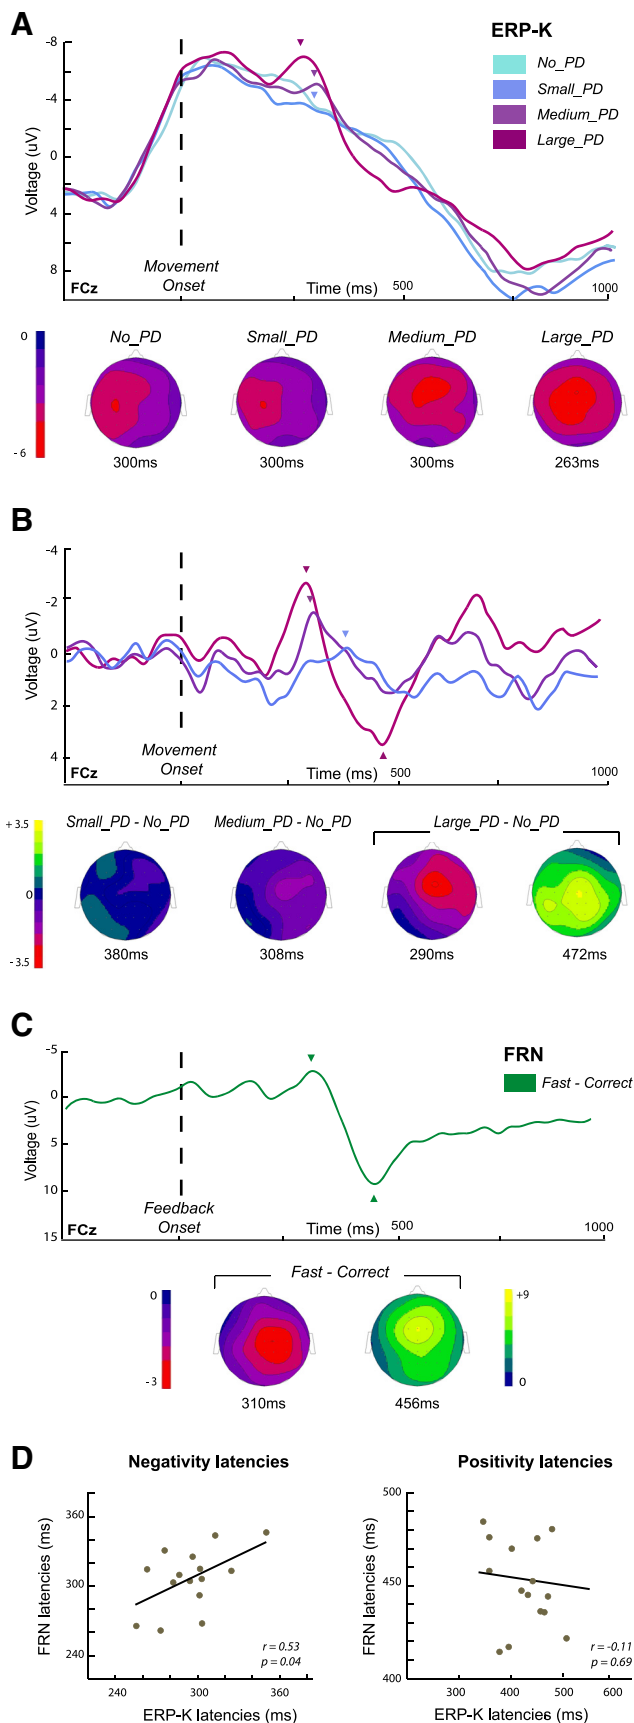 A
ERP-K
No_PD
Small_PD
Medium_PD
Large_PD
-8
-4
0
4
8
Voltage (uV)
Movement
Onset
FCz
Time (ms)
500
1000
No_PD
Small_PD
Medium_PD
Large_PD
0
- 6
300ms
300ms
300ms
263ms
B
-4
-2
0
2
4
Voltage (uV)
Movement
Onset
FCz
Time (ms)
500
1000
Small_PD - No_PD
Medium_PD - No_PD
Large_PD - No_PD
+ 3.5
0
- 3.5
380ms
308ms
290ms
472ms
C
FRN
Fast - Correct
-5
0
5
10
15
Voltage (uV)
Feedback
Onset
FCz
Time (ms)
500
1000
Fast - Correct
0
- 3
+9
0
310ms
456ms
D
Negativity latencies
Positivity latencies
360
300
240
FRN latencies (ms)
r = 0.53
p = 0.04
240
300
360
ERP-K latencies (ms)
500
450
400
FRN latencies (ms)
r = -0.11
p = 0.69
300
400
500
600
ERP-K latencies (ms)